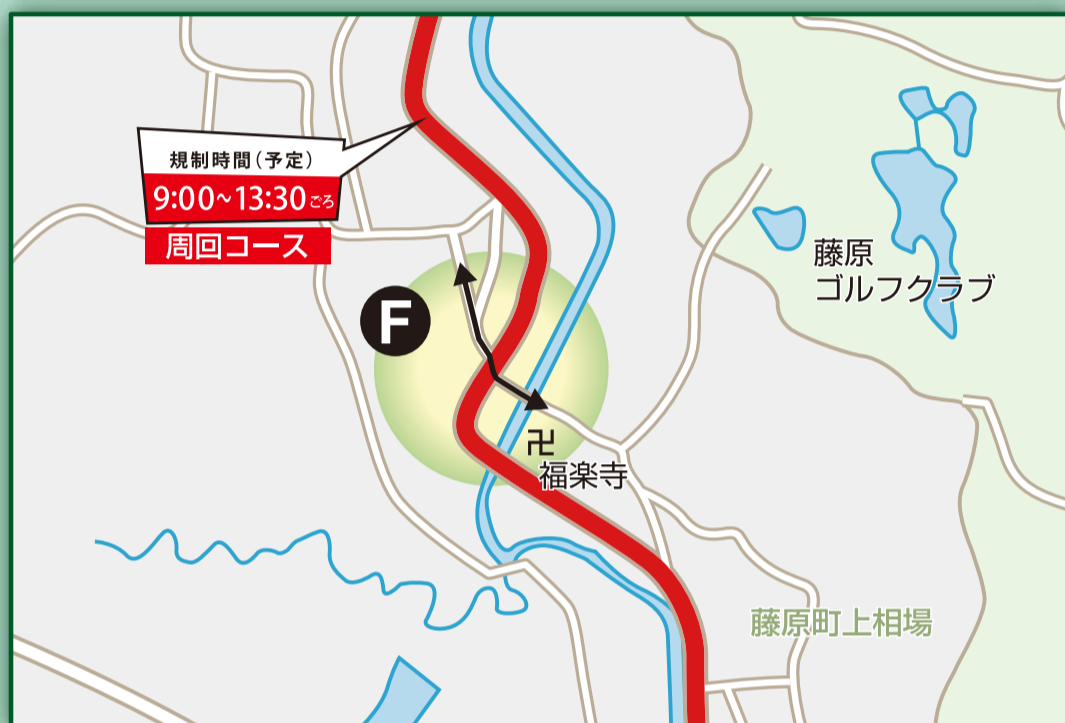 規制時間(予定)
9:00~13:30ごろ
周回コース
F
藤原
ゴルフクラブ
卍
福楽寺
藤原町上相場